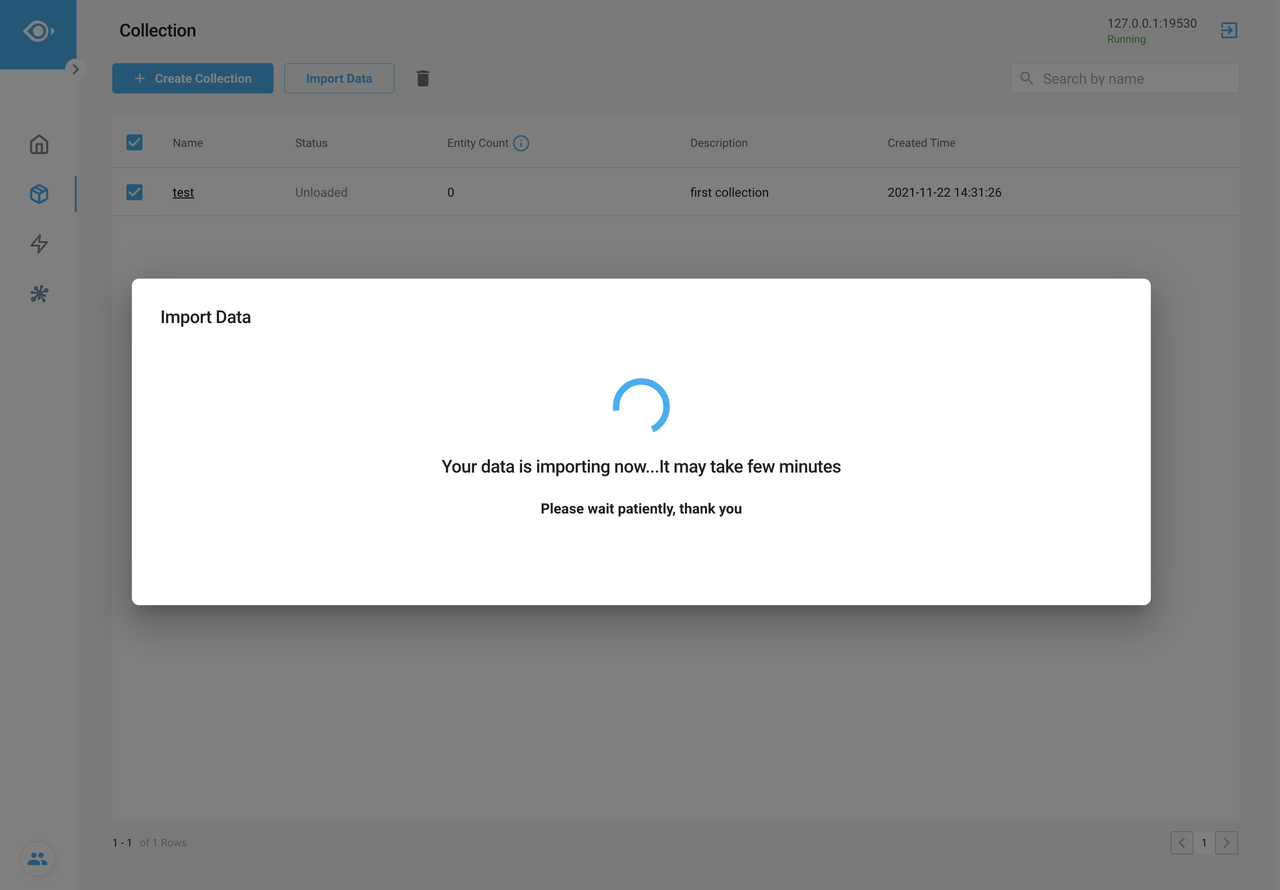 Collection
127.0.0.1:19530
Running
Create Collection
Import Data
Search by name
Name Status Entity Count Description Created Time
test Unloaded 0 first collection 2021-11-22 14:31:26
Import Data
Your data is importing now...It may take few minutes
Please wait patiently, thank you
1 - 1 of 1 Rows
1